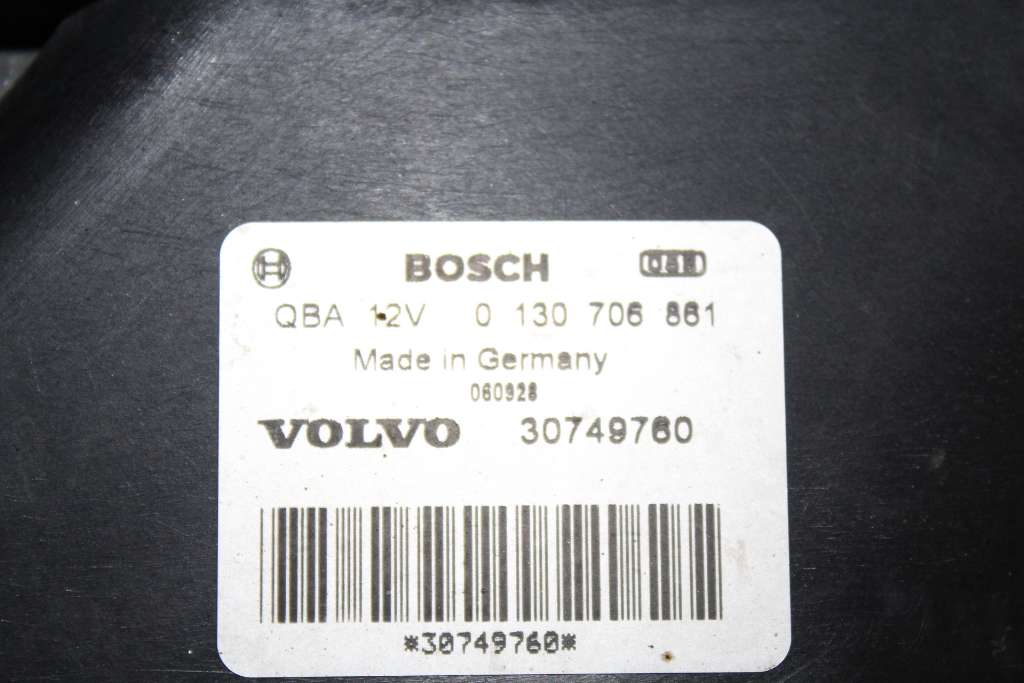 BOSCH
QBA 12V 0 130 706 861
Made in Germany
060928
VOLVO 30749760
*30749760*